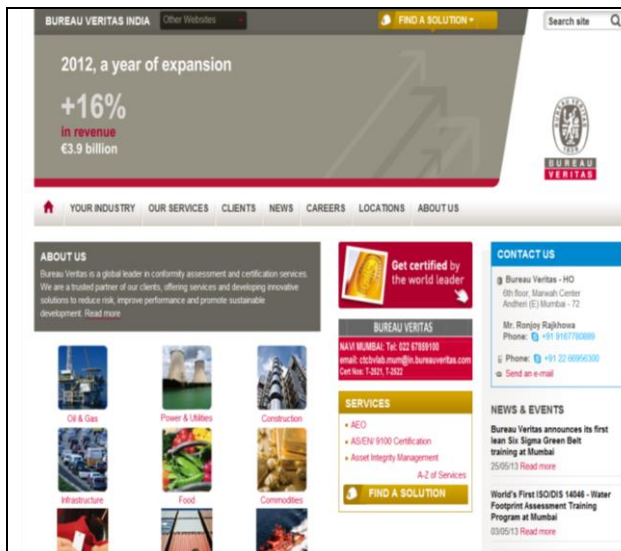 BUREAU VERITAS INDIA
Other Websites
FIND A SOLUTION
Search site
2012, a year of expansion
+16%
in revenue
€3.9 billion
BUREAU
VERITAS
YOUR INDUSTRY OUR SERVICES CLIENTS NEWS CAREERS LOCATIONS ABOUT US
ABOUT US
Bureau Veritas is a global leader in conformity assessment and certification services.
We are a trusted partner of our clients, offering services and developing innovative
solutions to reduce risk, improve performance and promote sustainable
development. Read more
Oil & Gas
Power & Utilities
Construction
Infrastructure
Food
Commodities
Get certified by
the world leader
BUREAU VERITAS
NAVI MUMBAI: Tel: 022 67859100
email: ctcbvlab.mum@in.bureauveritas.com
Cert Nos: T-2521, T-2522
SERVICES
AEO
AS/EN/ 9100 Certification
Asset Integrity Management
A-Z of Services
FIND A SOLUTION
CONTACT US
Bureau Veritas - HO
6th floor, Marwah Center
Andheri (E) Mumbai - 72
Mr. Ronjoy Rajkhowa
Phone: +91 9167780889
Phone: +91 22 66956300
Send an e-mail
NEWS & EVENTS
Bureau Veritas announces its first
lean Six Sigma Green Belt
training at Mumbai
25/05/13 Read more
World's First ISO/DIS 14046 - Water
Footprint Assessment Training
Program at Mumbai
03/05/13 Read more